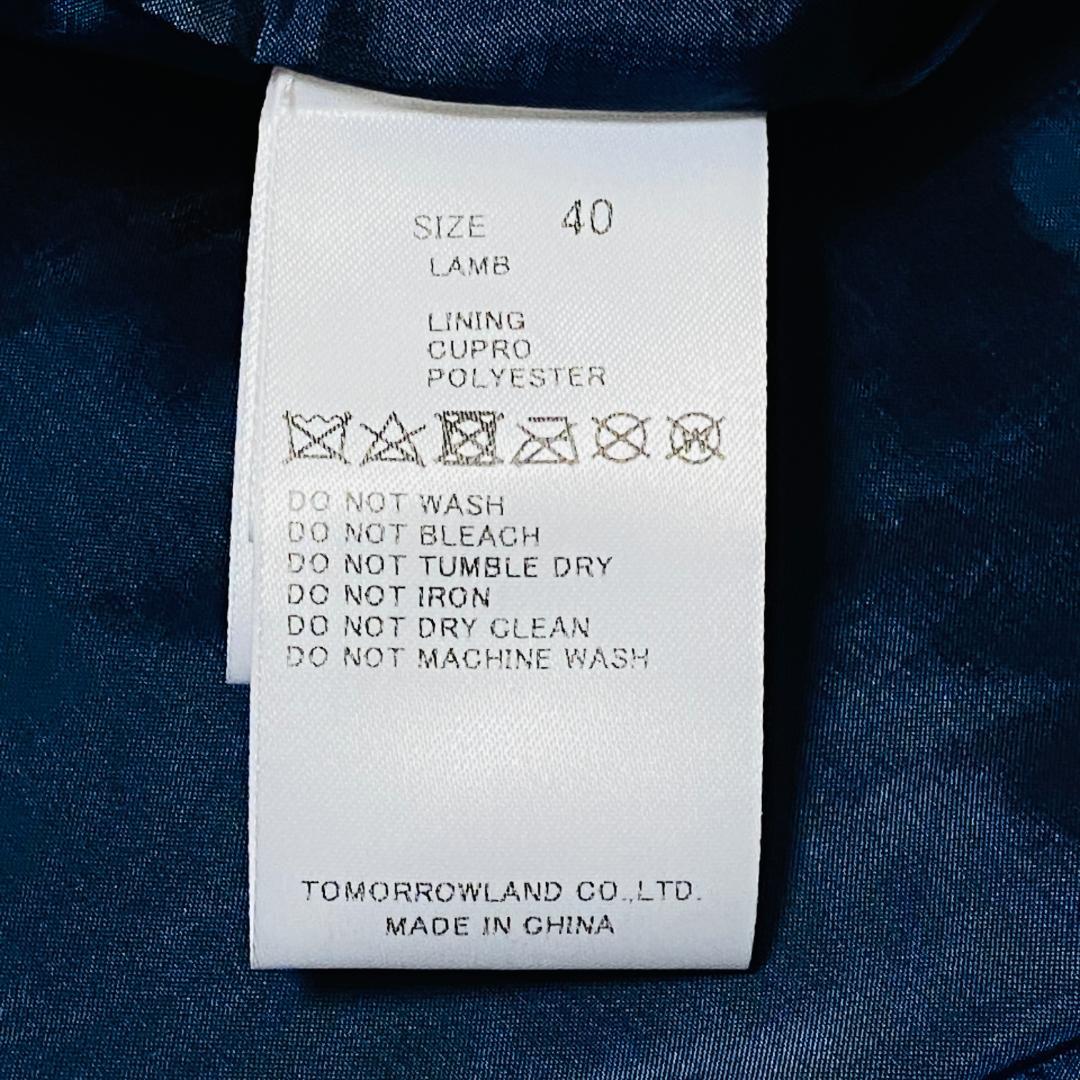 SIZE 40
LAMB
LINING
CUPRO
POLYESTER
W
DO NOT WASH
DO NOT BLEACH
DO NOT TUMBLE DRY
DO NOT IRON
DO NOT DRY CLEAN
DO NOT MACHINE WASH
TOMORROWLAND CO.,LTD.
MADE IN CHINA